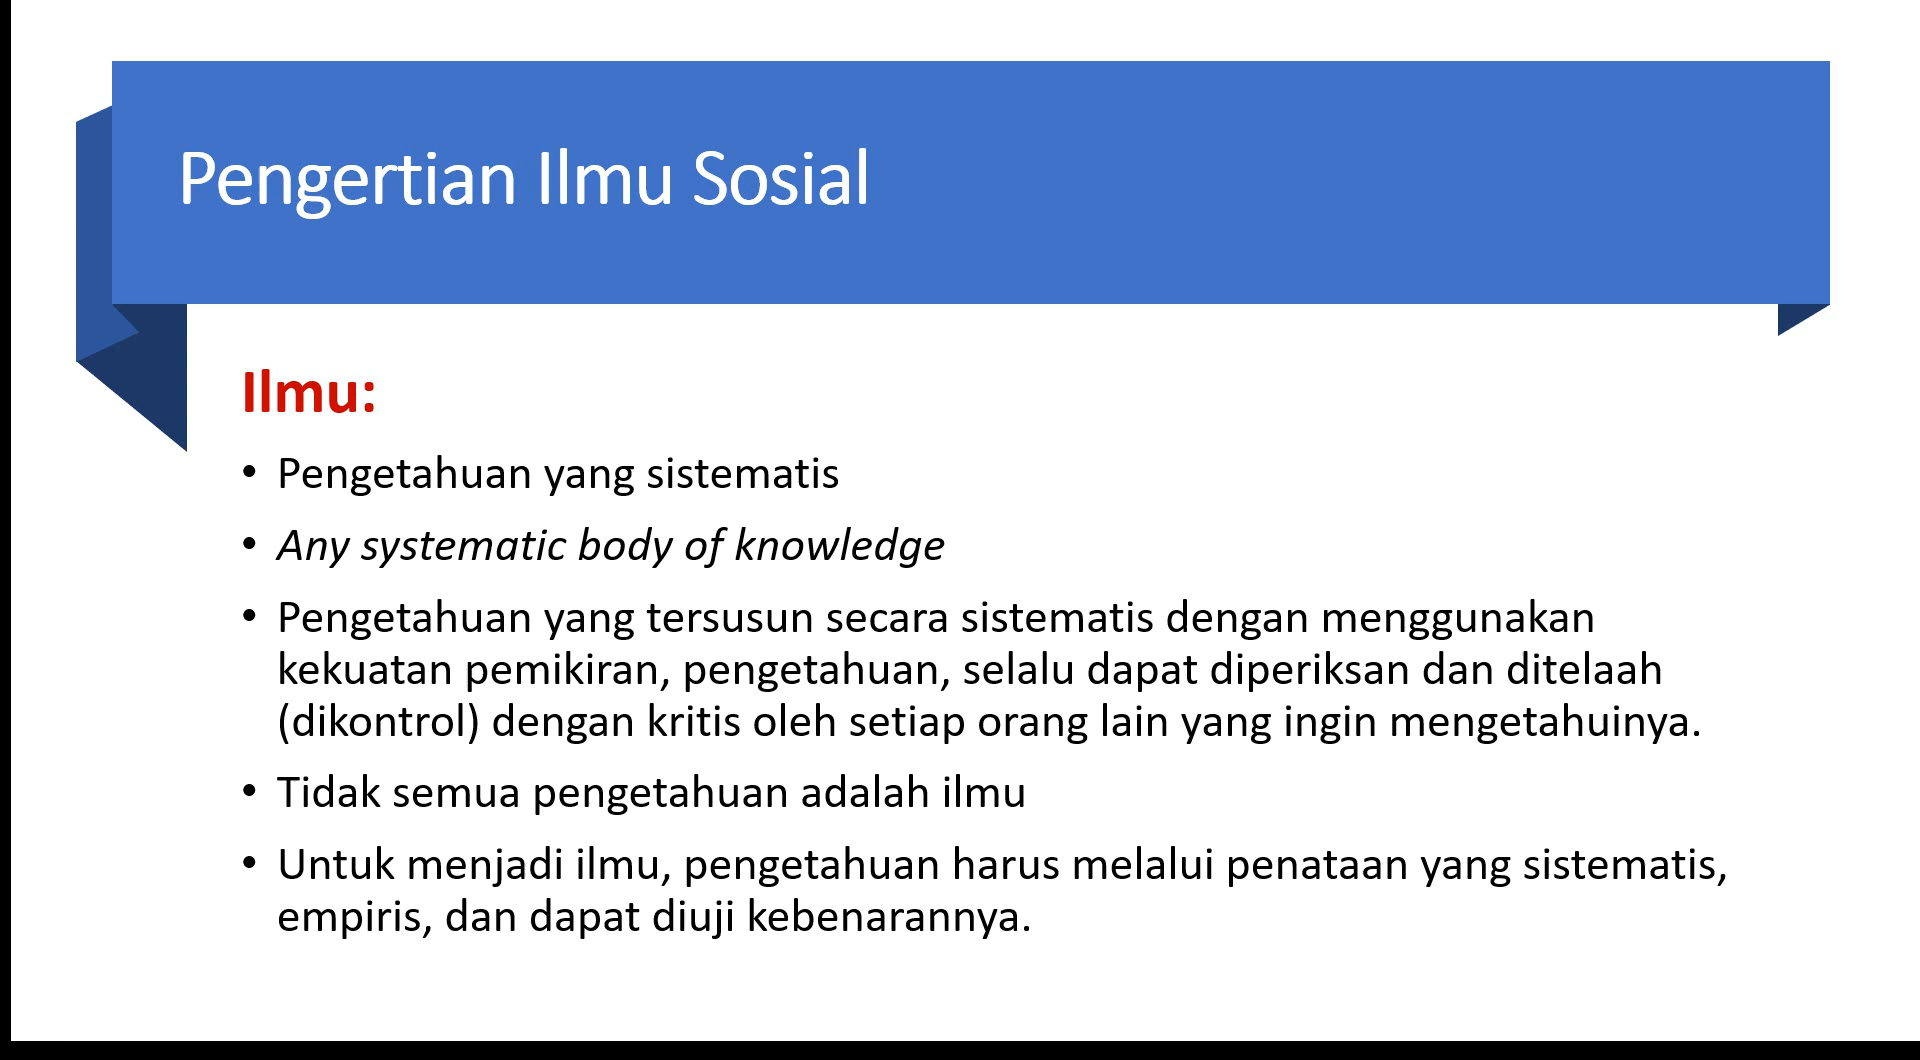 Pengertian Ilmu Sosial
Ilmu:
• Pengetahuan yang sistematis
• Any systematic body of knowledge
• Pengetahuan yang tersusun secara sistematis dengan menggunakan
kekuatan pemikiran, pengetahuan, selalu dapat diperiksan dan ditelaah
(dikontrol) dengan kritis oleh setiap orang lain yang ingin mengetahuinya.
• Tidak semua pengetahuan adalah ilmu
• Untuk menjadi ilmu, pengetahuan harus melalui penataan yang sistematis,
empiris, dan dapat diuji kebenarannya.